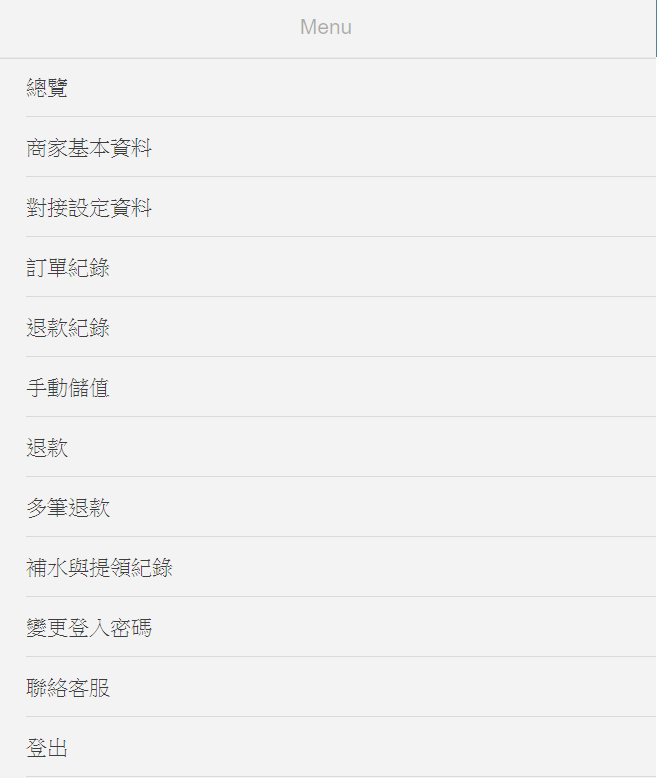 Menu
總覽
商家基本資料
對接設定資料
訂單紀錄
退款紀錄
手動儲值
退款
多筆退款
補水與提領紀錄
變更登入密碼
聯絡客服
登出